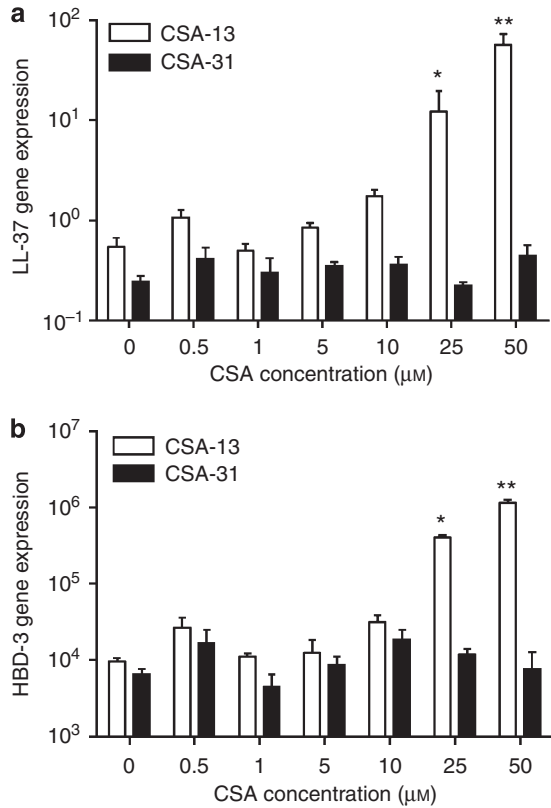 a
10²
CSA-13
CSA-31
**
*
10¹
10⁰
10⁻¹
LL-37 gene expression
0 0.5 1 5 10 25 50
CSA concentration (μM)
b
10⁷
CSA-13
CSA-31
**
*
10⁶
10⁵
10⁴
10³
HBD-3 gene expression
0 0.5 1 5 10 25 50
CSA concentration (μM)